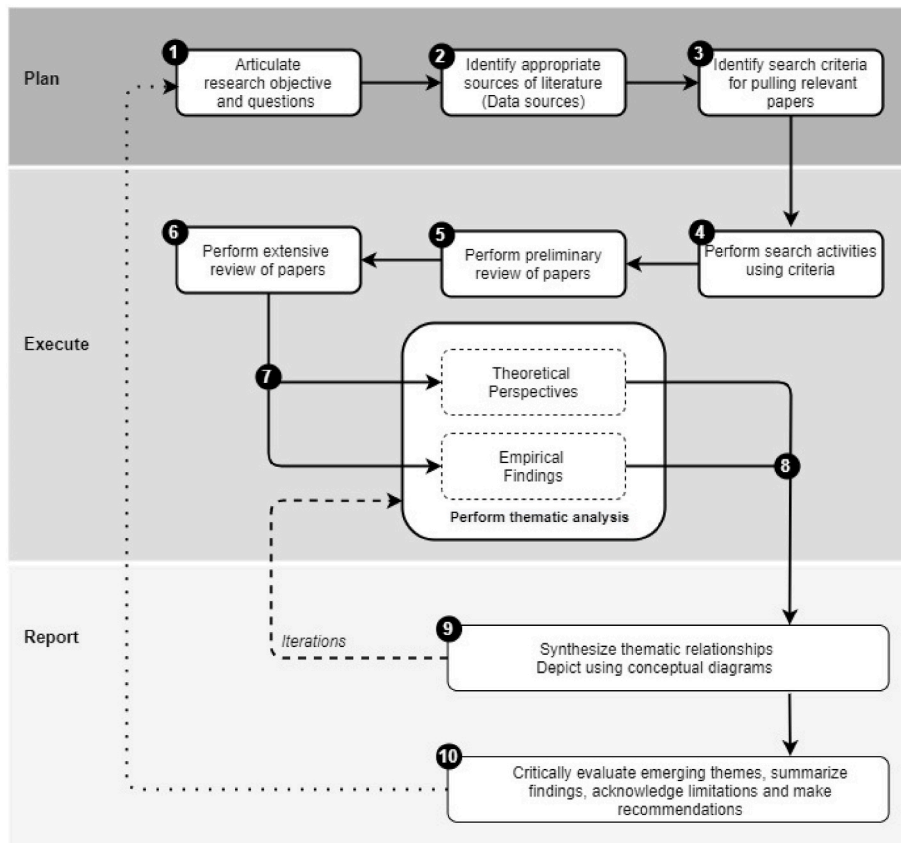 Plan
1
Articulate
research objective
and questions
2
Identify appropriate
sources of literature
(Data sources)
3
Identify search criteria
for pulling relevant
papers
Execute
6
Perform extensive
review of papers
5
Perform preliminary
review of papers
4
Perform search activities
using criteria
7
Theoretical
Perspectives
Empirical
Findings
Perform thematic analysis
8
Report
Iterations
9
Synthesize thematic relationships
Depict using conceptual diagrams
10
Critically evaluate emerging themes, summarize
findings, acknowledge limitations and make
recommendations